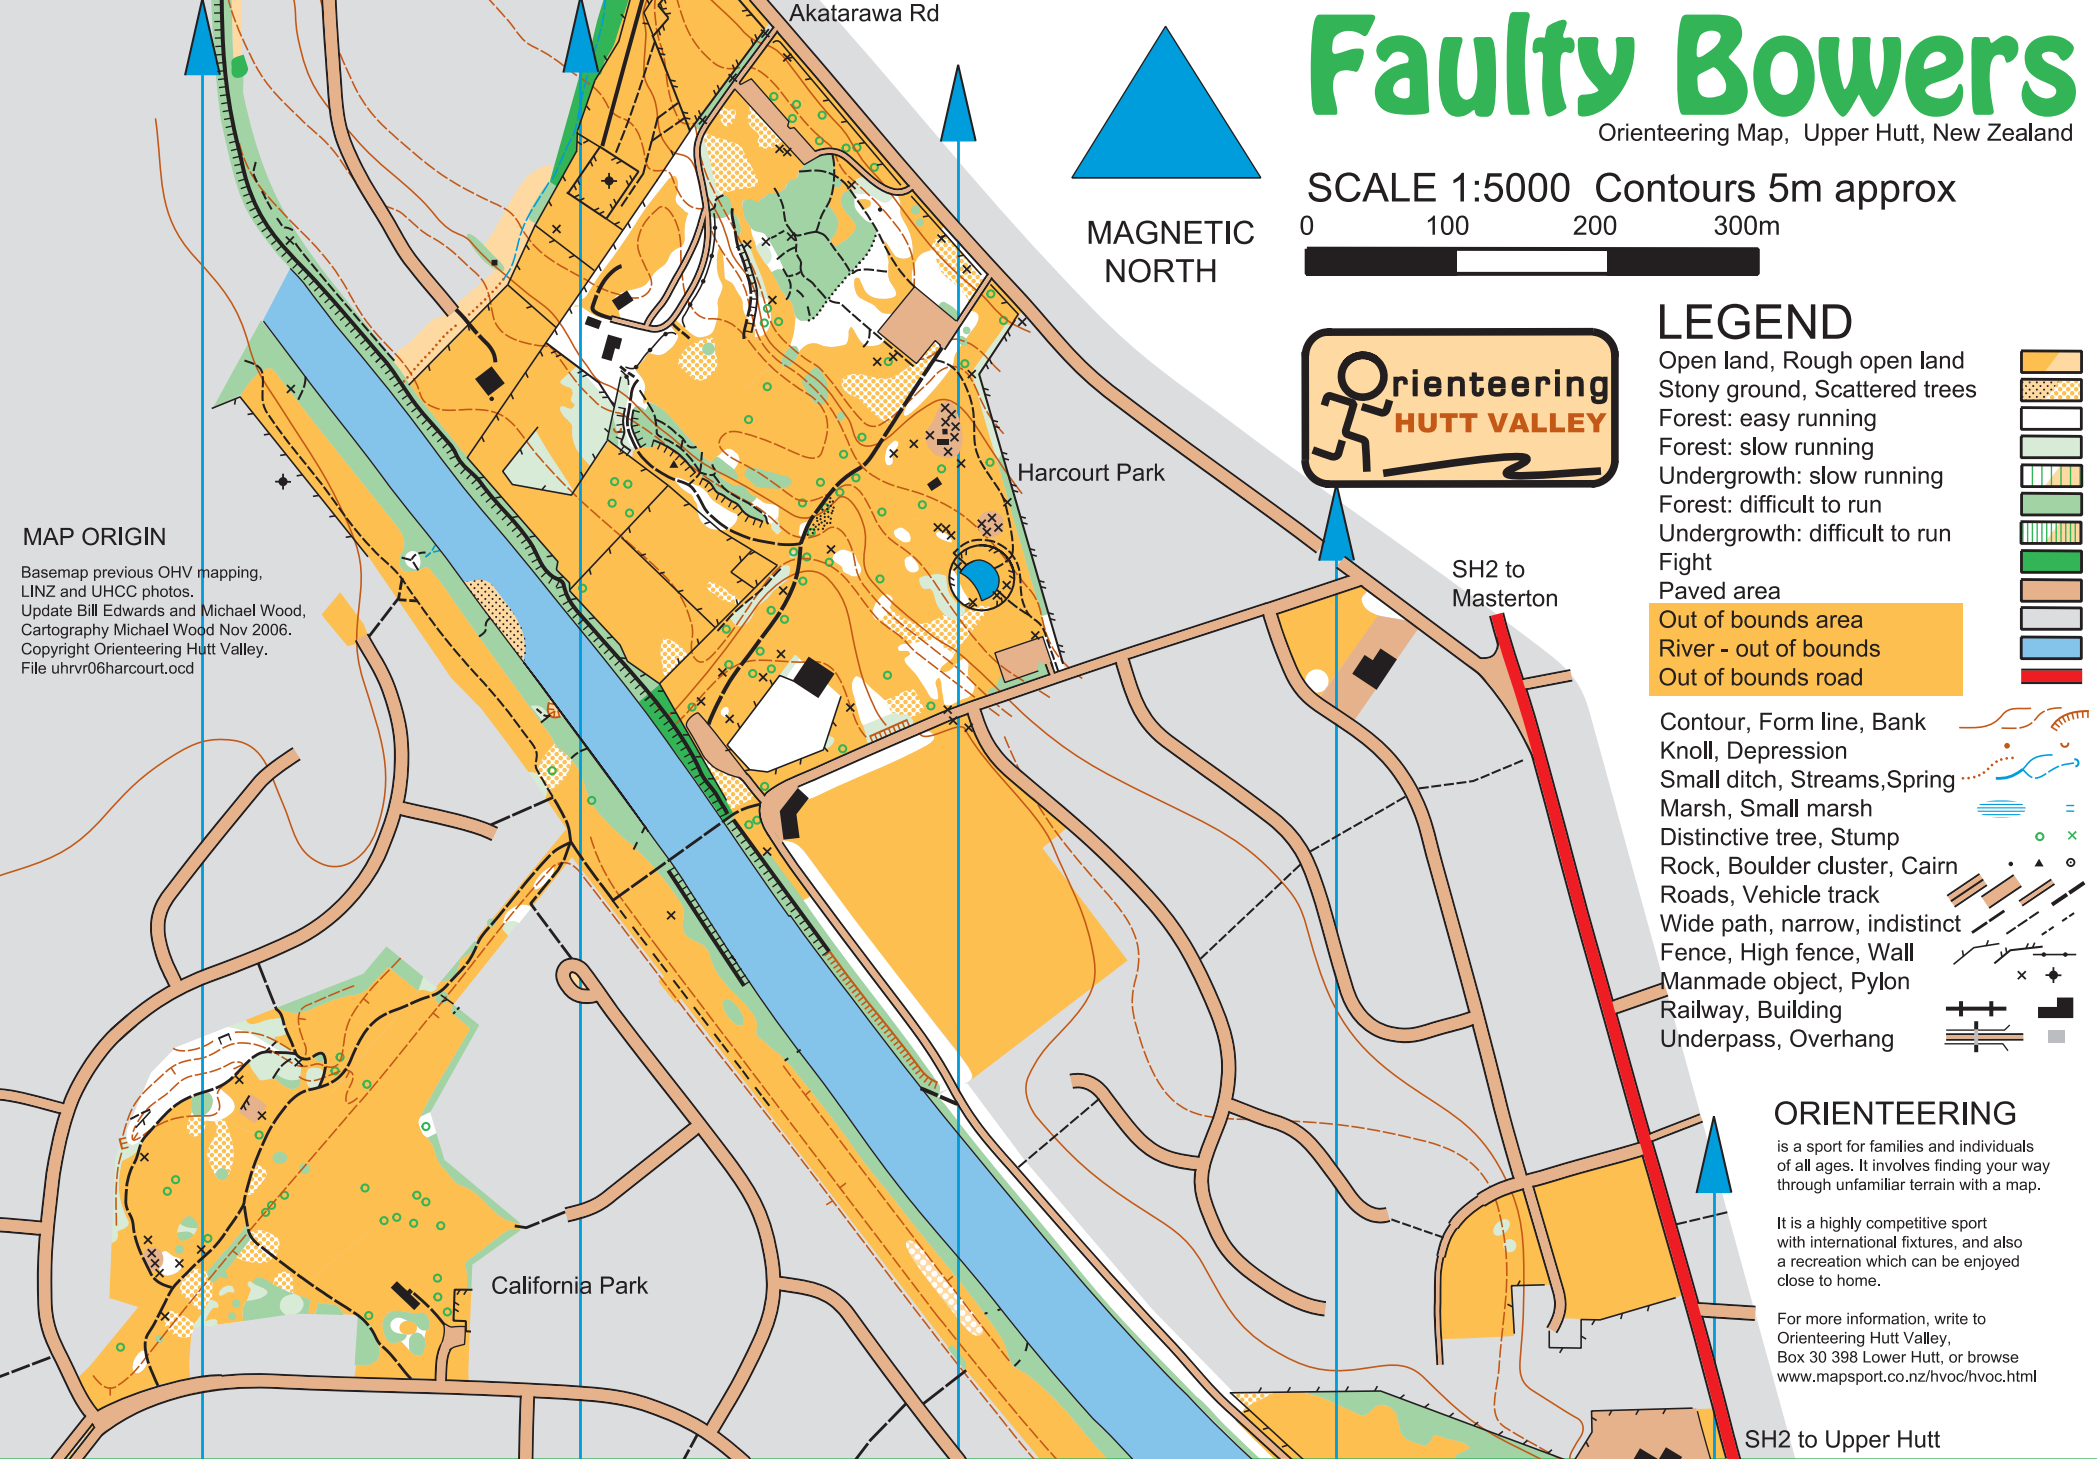 Akatarawa Rd
Faulty Bowers
Orienteering Map, Upper Hutt, New Zealand
SCALE 1:5000 Contours 5m approx
0 100 200 300m
MAGNETIC
NORTH
Orienteering
HUTT VALLEY
LEGEND
Open land, Rough open land
Stony ground, Scattered trees
Forest: easy running
Forest: slow running
Undergrowth: slow running
Forest: difficult to run
Undergrowth: difficult to run
Fight
Paved area
Out of bounds area
River - out of bounds
Out of bounds road
Contour, Form line, Bank
Knoll, Depression
Small ditch, Streams,Spring
Marsh, Small marsh
Distinctive tree, Stump
Rock, Boulder cluster, Cairn
Roads, Vehicle track
Wide path, narrow, indistinct
Fence, High fence, Wall
Manmade object, Pylon
Railway, Building
Underpass, Overhang
Harcourt Park
SH2 to
Masterton
MAP ORIGIN
Basemap previous OHV mapping,
LINZ and UHCC photos.
Update Bill Edwards and Michael Wood,
Cartography Michael Wood Nov 2006.
Copyright Orienteering Hutt Valley.
File uhrvr06harcourt.ocd
California Park
ORIENTEERING
is a sport for families and individuals
of all ages. It involves finding your way
through unfamiliar terrain with a map.
It is a highly competitive sport
with international fixtures, and also
a recreation which can be enjoyed
close to home.
For more information, write to
Orienteering Hutt Valley,
Box 30 398 Lower Hutt, or browse
www.mapsport.co.nz/hvoc/hvoc.html
SH2 to Upper Hutt